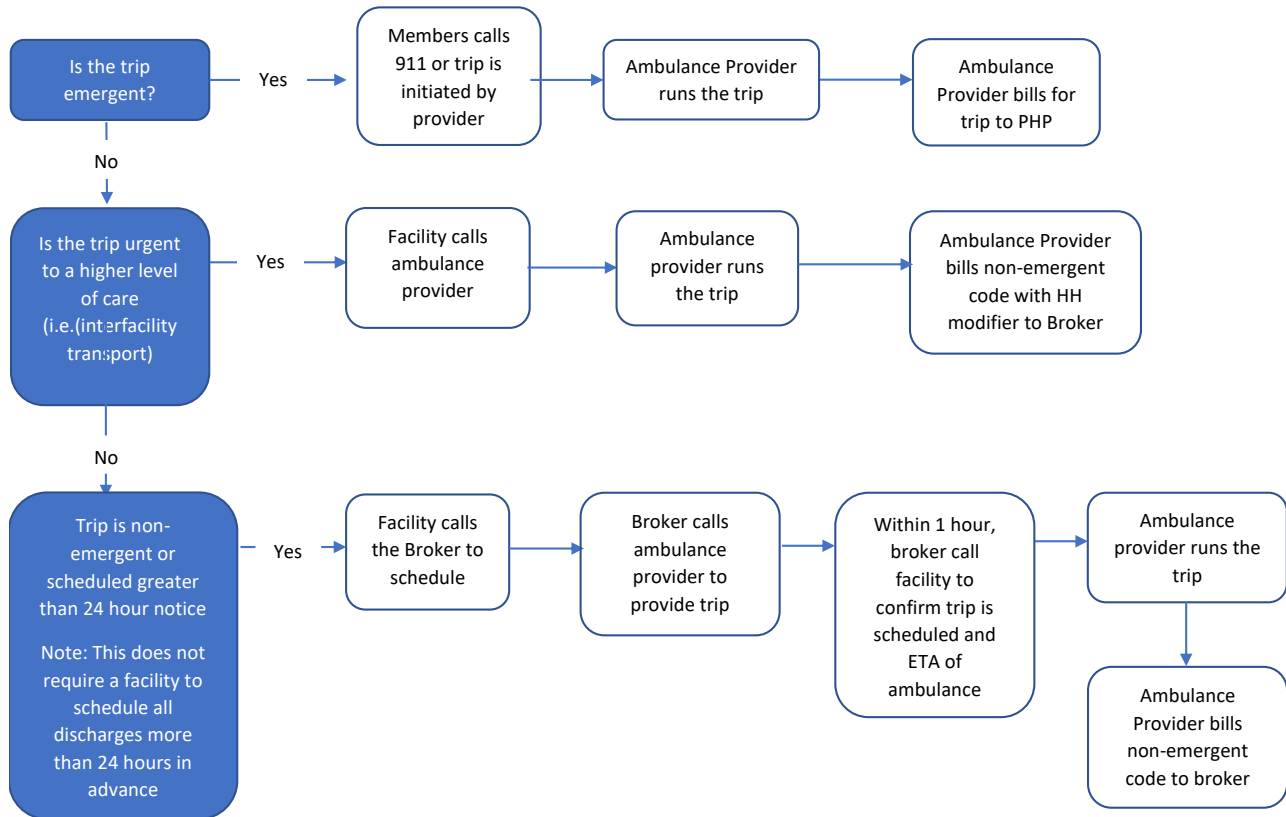 Is the trip
emergent?
Yes
Members calls
911 or trip is
initiated by
provider
Ambulance Provider
runs the trip
Ambulance
Provider bills for
trip to PHP
No
Is the trip urgent
to a higher level
of care
(i.e.(interfacility
transport)
Yes
Facility calls
ambulance
provider
Ambulance
provider runs
the trip
Ambulance Provider
bills non-emergent
code with HH
modifier to Broker
No
Trip is non-
emergent or
scheduled greater
than 24 hour notice
Note: This does not
require a facility to
schedule all
discharges more
than 24 hours in
advance
Yes
Facility calls
the Broker to
schedule
Broker calls
ambulance
provider to
provide trip
Within 1 hour,
broker call
facility to
confirm trip is
scheduled and
ETA of
ambulance
Ambulance
provider runs the
trip
Ambulance
Provider bills
non-emergent
code to broker